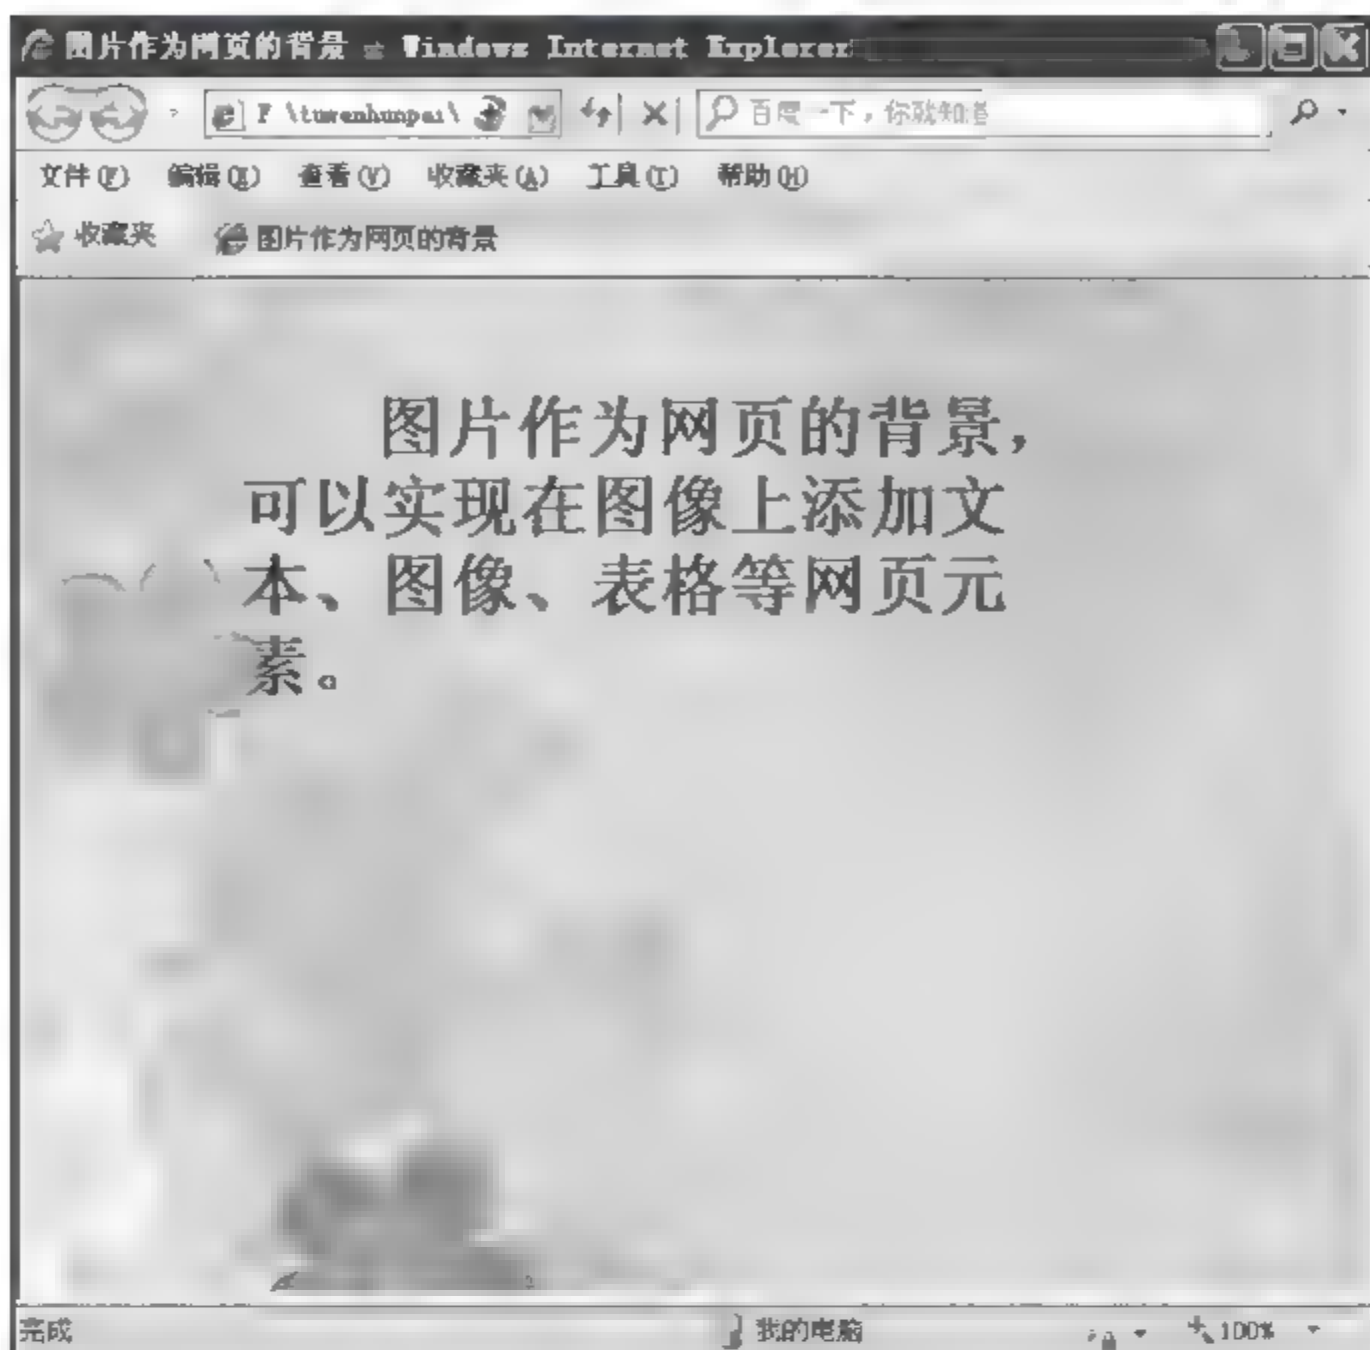 图片作为网页的背景 - Windows Internet Explorer
F:\tuwenhunpai\ 百度一下，你就知道
文件(F) 编辑(E) 查看(V) 收藏夹(A) 工具(T) 帮助(H)
收藏夹 图片作为网页的背景
图片作为网页的背景，
可以实现在图像上添加文
本、图像、表格等网页元
素。
完成 我的电脑 100%